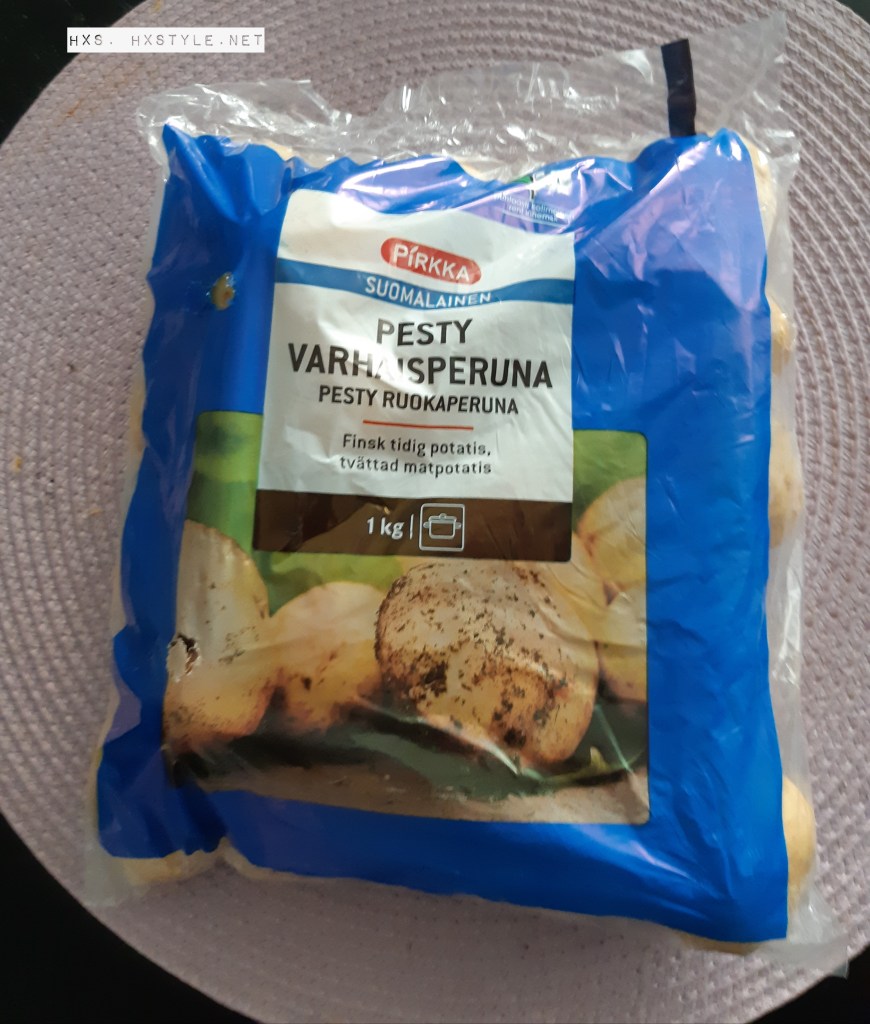 HXS. HXSTYLE.NET
PIRKKA
SUOMALAINEN
PESTY
VARHAISPERUNA
PESTY RUOKAPERUNA
Finsk tidig potatis,
tvättad matpotatis
1 kg